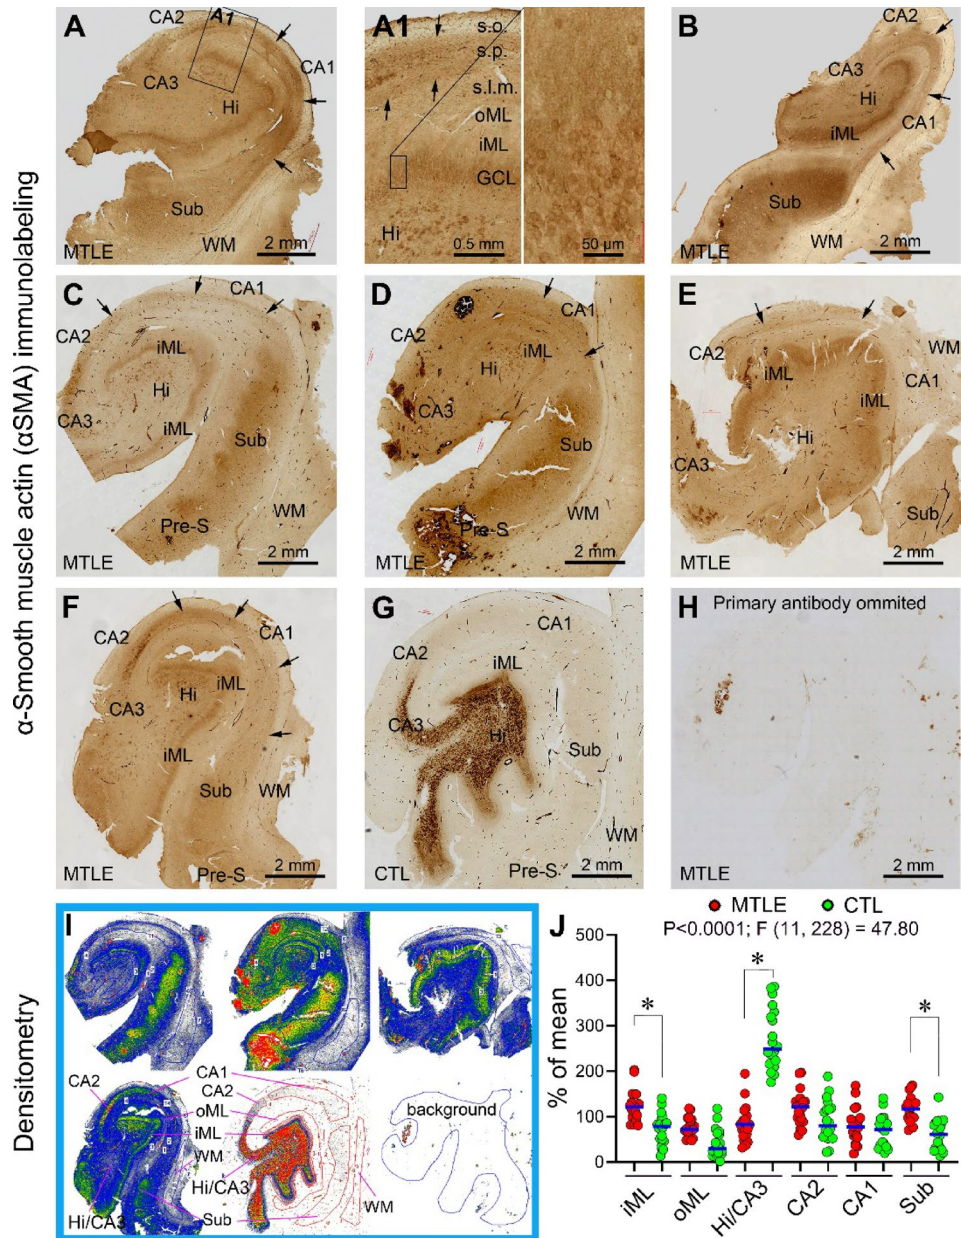 α-Smooth muscle actin (αSMA) immunolabeling
A
CA2
A1
CA3
CA1
Hi
Sub
WM
MTLE
2 mm
A1
s.o.
s.p.
s.l.m.
oML
iML
GCL
Hi
0.5 mm
50 µm
B
CA2
CA3
Hi
CA1
iML
Sub
WM
MTLE
2 mm
C
CA1
CA2
iML
Hi
CA3
iML
Sub
Pre-S
WM
MTLE
2 mm
D
CA1
CA2
iML
Hi
CA3
Sub
Pre-S
WM
MTLE
2 mm
E
CA2
WM
iML
CA1
iML
Hi
CA3
Sub
MTLE
2 mm
F
CA2
CA1
Hi
iML
CA3
iML
Sub
WM
MTLE
Pre-S
2 mm
G
CA1
CA2
iML
CA3
Hi
Sub
WM
CTL
Pre-S
2 mm
H
Primary antibody ommited
MTLE
2 mm
Densitometry
I
CA2
CA1
CA2
oML
iML
WM
Hi/CA3
Hi/CA3
Sub
WM
background
J
MTLE CTL
P<0.0001; F (11, 228) = 47.80
% of mean
500
400
300
200
100
0
* * *
iML oML Hi/CA3 CA2 CA1 Sub